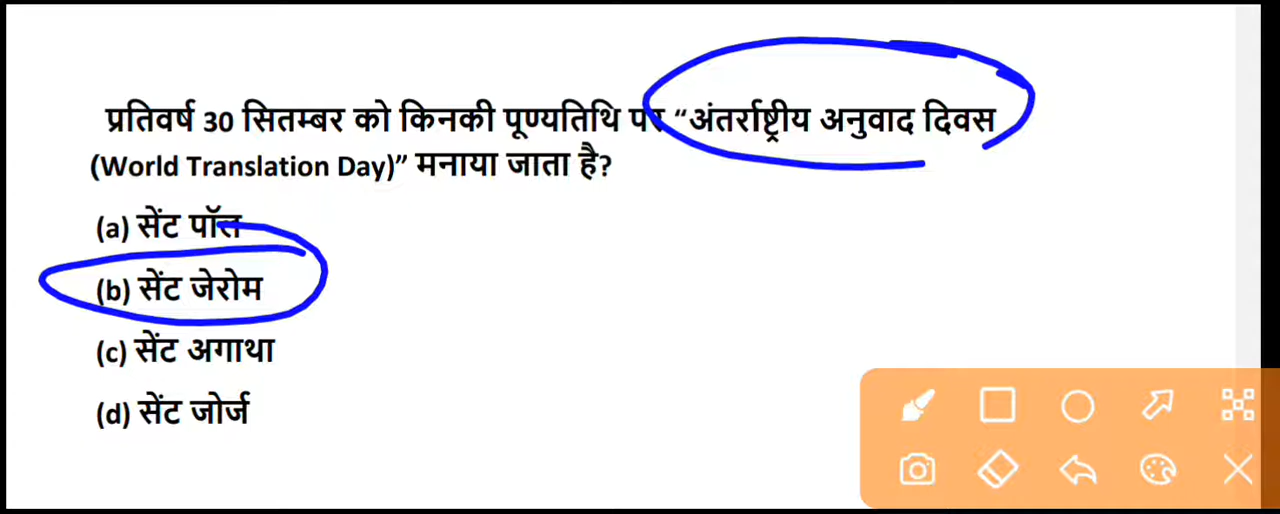 प्रतिवर्ष 30 सितम्बर को किनकी पूण्यतिथि पर “अंतर्राष्ट्रीय अनुवाद दिवस
(World Translation Day)” मनाया जाता है?
(a) सेंट पॉल
(b) सेंट जेरोम
(c) सेंट अगाथा
(d) सेंट जोर्ज